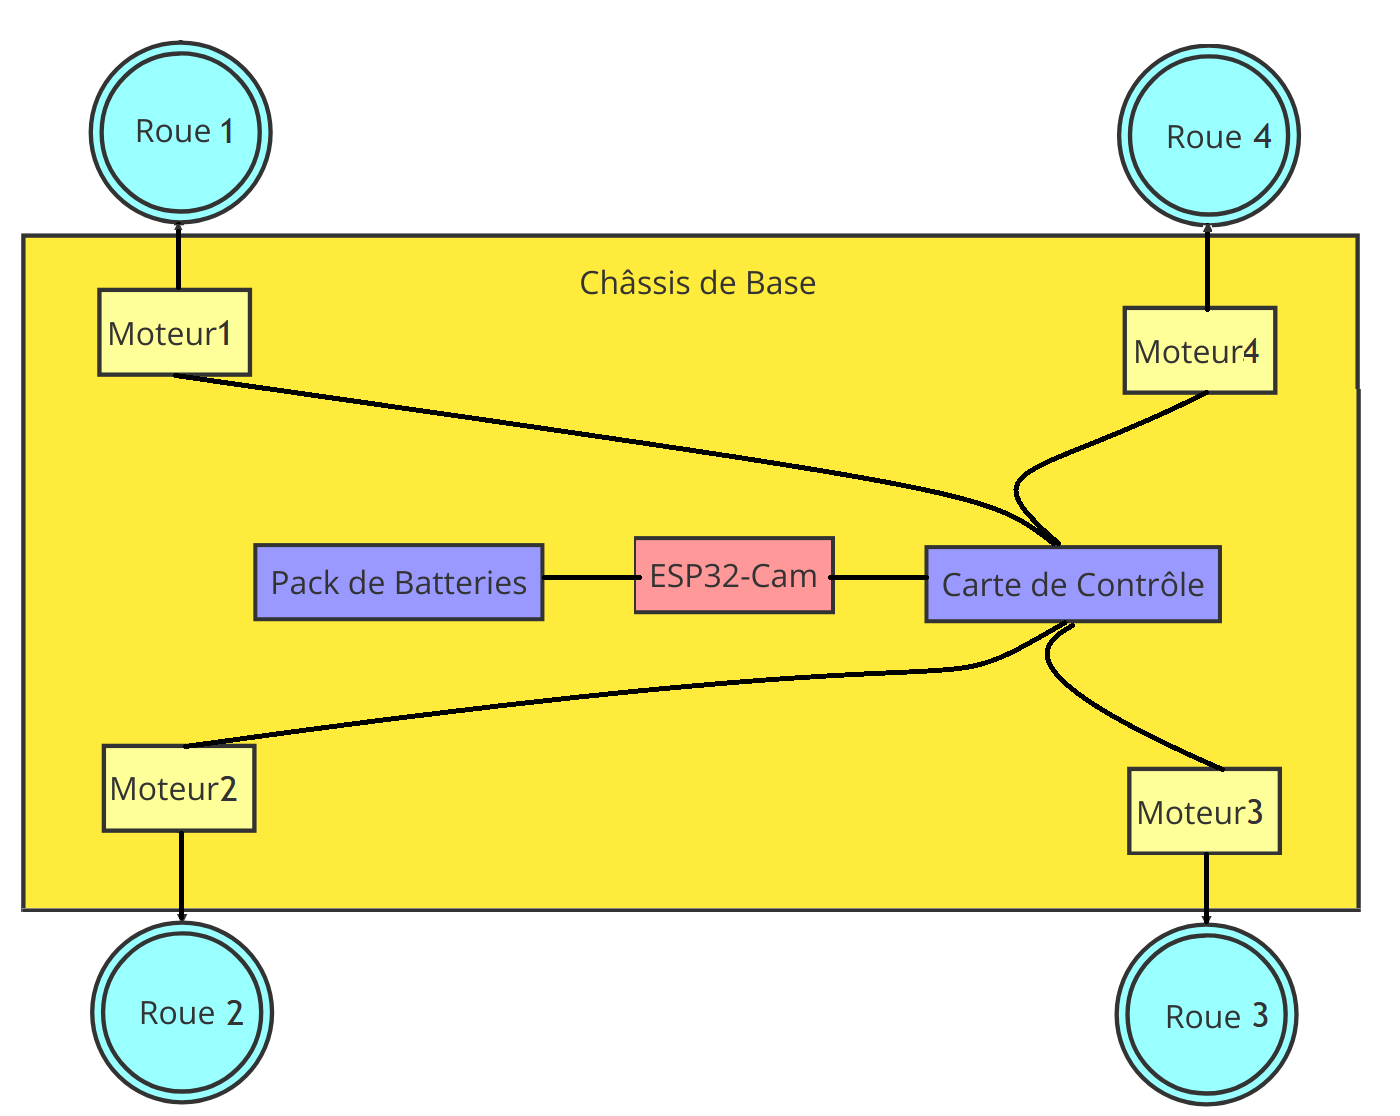 Roue 1
Roue 4
Châssis de Base
Moteur1
Moteur4
Pack de Batteries
ESP32-Cam
Carte de Contrôle
Moteur2
Moteur3
Roue 2
Roue 3